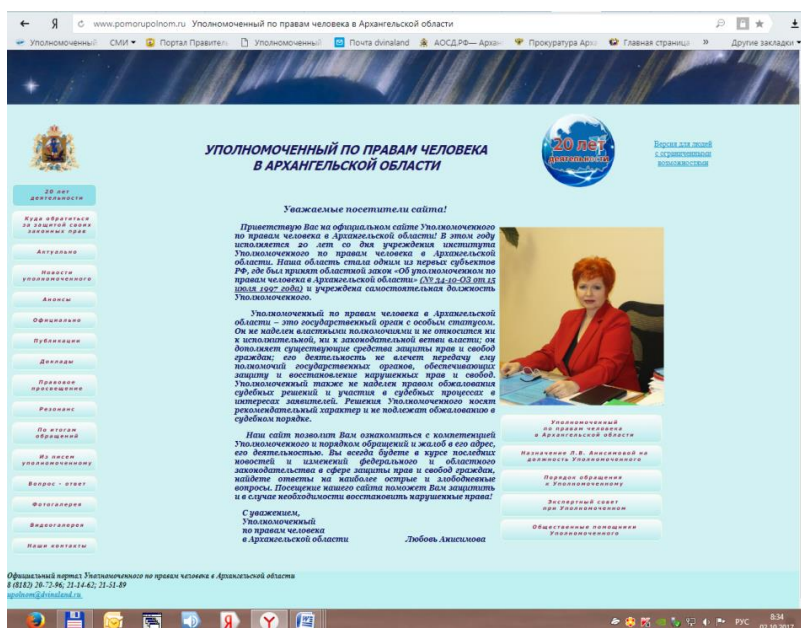 Я
www.pomorupolnom.ru Уполномоченный по правам человека в Архангельской области
Уполномоченный СМИ Портал Правител Уполномоченный Почта dvinaland АОСД.РФ— Архан Прокуратура Арха Главная страница » Другие закладки
УПОЛНОМОЧЕННЫЙ ПО ПРАВАМ ЧЕЛОВЕКА
В АРХАНГЕЛЬСКОЙ ОБЛАСТИ
20 лет
деятельности
Версия для людей
с ограниченными
возможностями
20 лет
деятельности
Куда обратиться
за защитой своих
законных прав
Актуально
Новости
уполномоченного
Анонсы
Официально
Публикации
Доклады
Правовое
просвещение
Резонанс
По итогам
обращений
Из писем
уполномоченному
Вопрос - ответ
Фотогалерея
Видеогалерея
Наши контакты
Уважаемые посетители сайта!
Приветствую Вас на официальном сайте Уполномоченного
по правам человека в Архангельской области! В этом году
исполняется 20 лет со дня учреждения института
Уполномоченного по правам человека в Архангельской
области. Наша область стала одним из первых субъектов
РФ, где был принят областной закон «Об уполномоченном по
правам человека в Архангельской области» (№ 24-10-ОЗ от 15
июля 1997 года) и учреждена самостоятельная должность
Уполномоченного.
Уполномоченный по правам человека в Архангельской
области – это государственный орган с особым статусом.
Он не наделен властными полномочиями и не относится ни
к исполнительной, ни к законодательной ветви власти; он
дополняет существующие средства защиты прав и свобод
граждан; его деятельность не влечет передачу ему
полномочий государственных органов, обеспечивающих
защиту и восстановление нарушенных прав и свобод.
Уполномоченный также не наделен правом обжалования
судебных решений и участия в судебных процессах в
интересах заявителей. Решения Уполномоченного носят
рекомендательный характер и не подлежат обжалованию в
судебном порядке.
Наш сайт позволит Вам ознакомиться с компетенцией
Уполномоченного и порядком обращений и жалоб в его адрес,
его деятельностью. Вы всегда будете в курсе последних
новостей и изменений федерального и областного
законодательства в сфере защиты прав и свобод граждан,
найдете ответы на наиболее острые и злободневные
вопросы. Посещение нашего сайта поможет Вам защитить
и в случае необходимости восстановить нарушенные права!
С уважением,
Уполномоченный
по правам человека
в Архангельской области Любовь Анисимова
Уполномоченный
по правам человека
в Архангельской области
Назначение Л.В. Анисимовой на
должность Уполномоченного
Порядок обращения
к Уполномоченному
Экспертный совет
при Уполномоченном
Общественные помощники
Уполномоченного
Официальный портал Уполномоченного по правам человека в Архангельской области
8 (8182) 20-72-96; 21-14-62; 21-51-89
upolnom@dvinaland.ru
РУС
8:34
02.10.2017